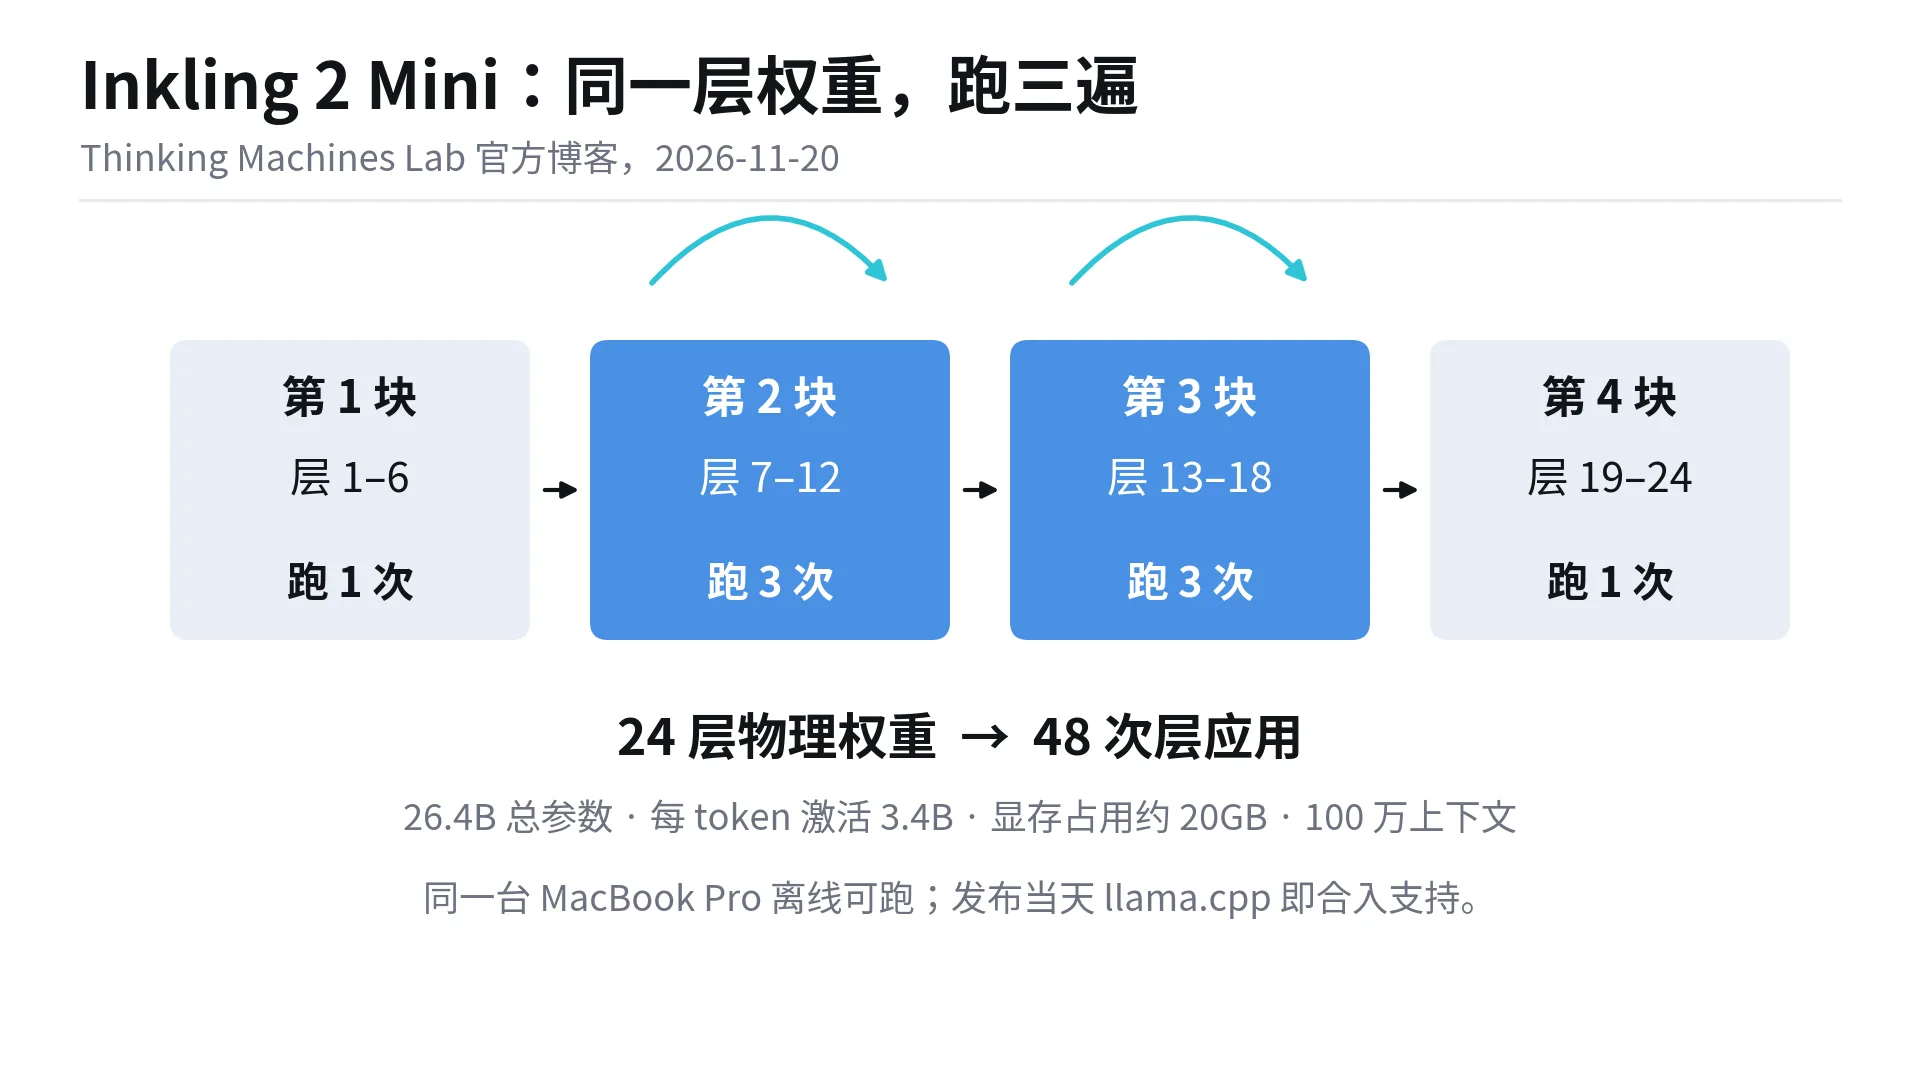 Inkling 2 Mini：同一层权重，跑三遍
Thinking Machines Lab 官方博客，2026-11-20
第 1 块
层 1–6
跑 1 次
第 2 块
层 7–12
跑 3 次
第 3 块
层 13–18
跑 3 次
第 4 块
层 19–24
跑 1 次
24 层物理权重 → 48 次层应用
26.4B 总参数 · 每 token 激活 3.4B · 显存占用约 20GB · 100 万上下文
同一台 MacBook Pro 离线可跑；发布当天 llama.cpp 即合入支持。